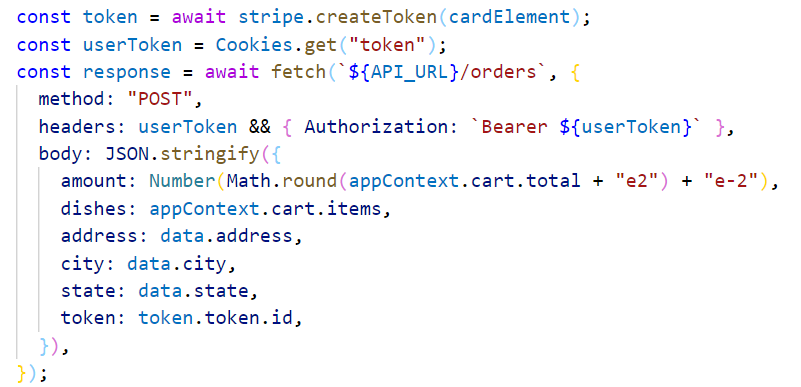 const token = await stripe.createToken(cardElement);
const userToken = Cookies.get("token");
const response = await fetch(`${API_URL}/orders`, {
method: "POST",
headers: userToken && { Authorization: `Bearer ${userToken}` },
body: JSON.stringify({
amount: Number(Math.round(appContext.cart.total + "e2") + "e-2"),
dishes: appContext.cart.items,
address: data.address,
city: data.city,
state: data.state,
token: token.token.id,
}),
});